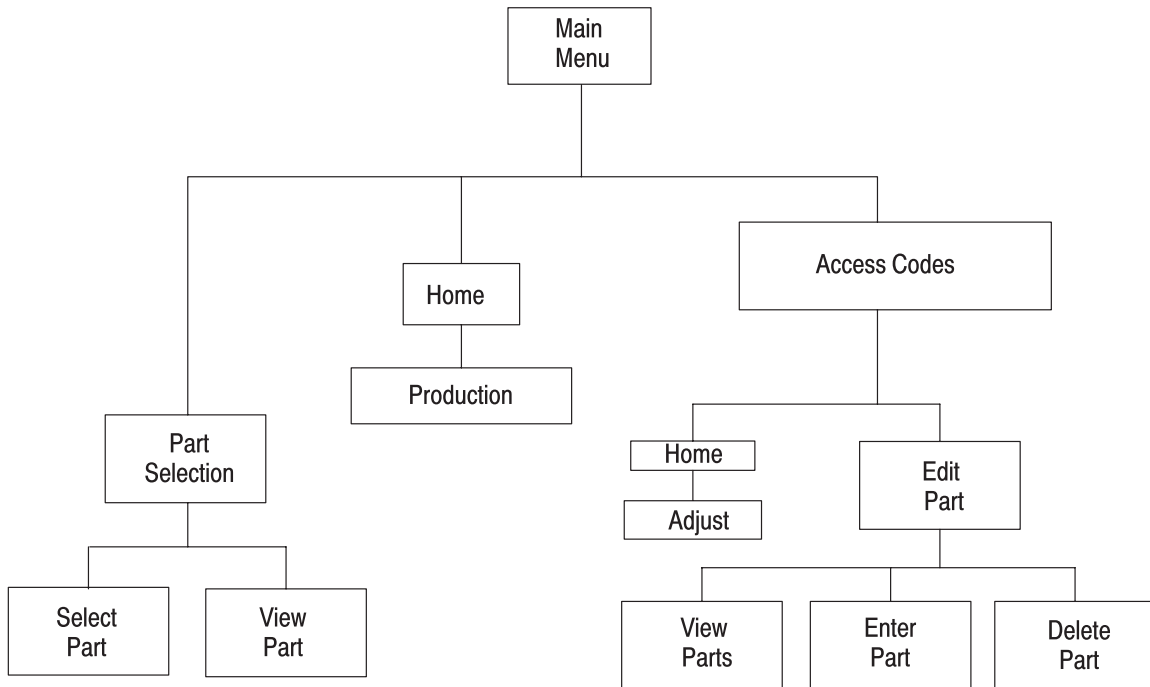 Main
Menu
Access Codes
Home
Production
Part
Selection
Home
Adjust
Edit
Part
Select
Part
View
Part
View
Parts
Enter
Part
Delete
Part